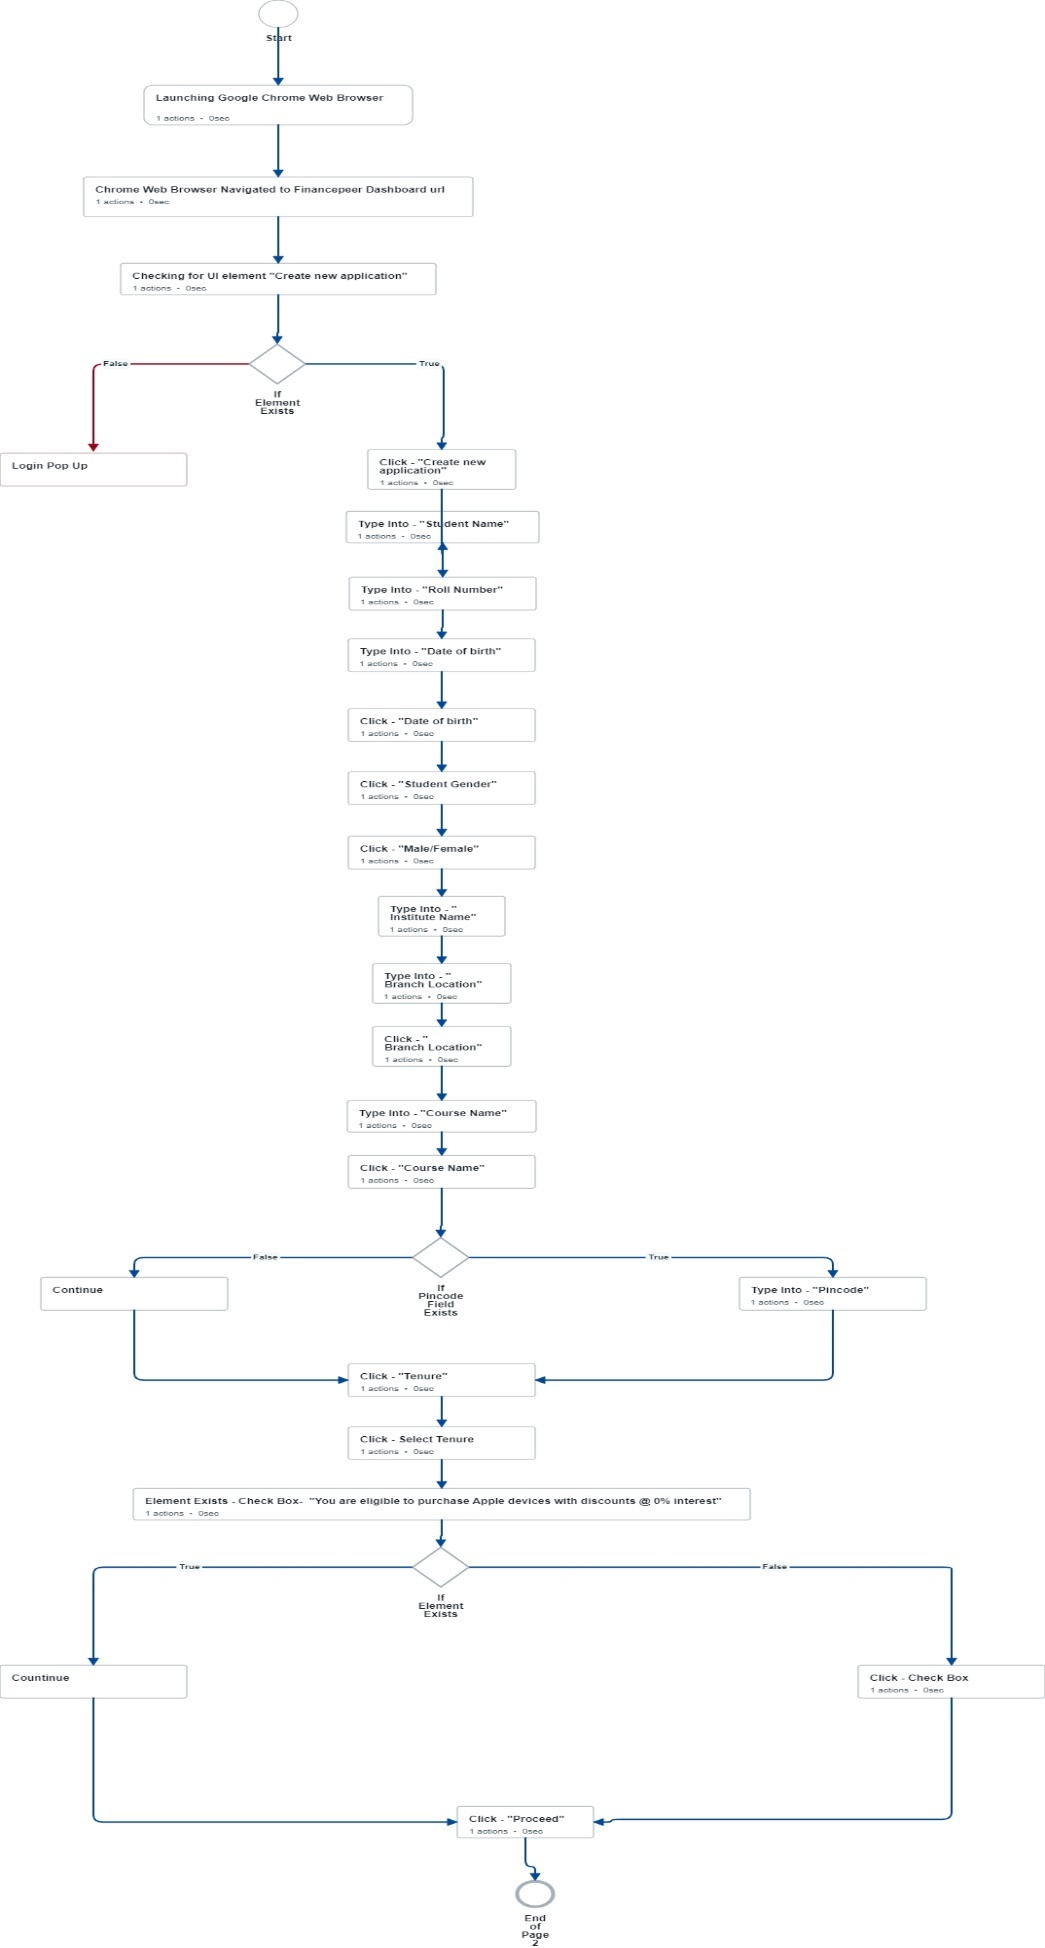 Start
Launching Google Chrome Web Browser
1 actions • 0sec
Chrome Web Browser Navigated to Financepeer Dashboard url
1 actions • 0sec
Checking for UI element "Create new application"
1 actions • 0sec
False
True
If
Element
Exists
Login Pop Up
Click - "Create new
application"
1 actions • 0sec
Type Into - "Student Name"
1 actions • 0sec
Type Into - "Roll Number"
1 actions • 0sec
Type Into - "Date of birth"
1 actions • 0sec
Click - "Date of birth"
1 actions • 0sec
Click - "Student Gender"
1 actions • 0sec
Click - "Male/Female"
1 actions • 0sec
Type Into - "
Institute Name"
1 actions • 0sec
Type Into - "
Branch Location"
1 actions • 0sec
Click - "
Branch Location"
1 actions • 0sec
Type Into - "Course Name"
1 actions • 0sec
Click - "Course Name"
1 actions • 0sec
False
True
If
Pincode
Field
Exists
Continue
Type Into - "Pincode"
1 actions • 0sec
Click - "Tenure"
1 actions • 0sec
Click - Select Tenure
1 actions • 0sec
Element Exists - Check Box- "You are eligible to purchase Apple devices with discounts @ 0% interest"
1 actions • 0sec
True
False
If
Element
Exists
Countinue
Click - Check Box
1 actions • 0sec
Click - "Proceed"
1 actions • 0sec
End
of
Page
2